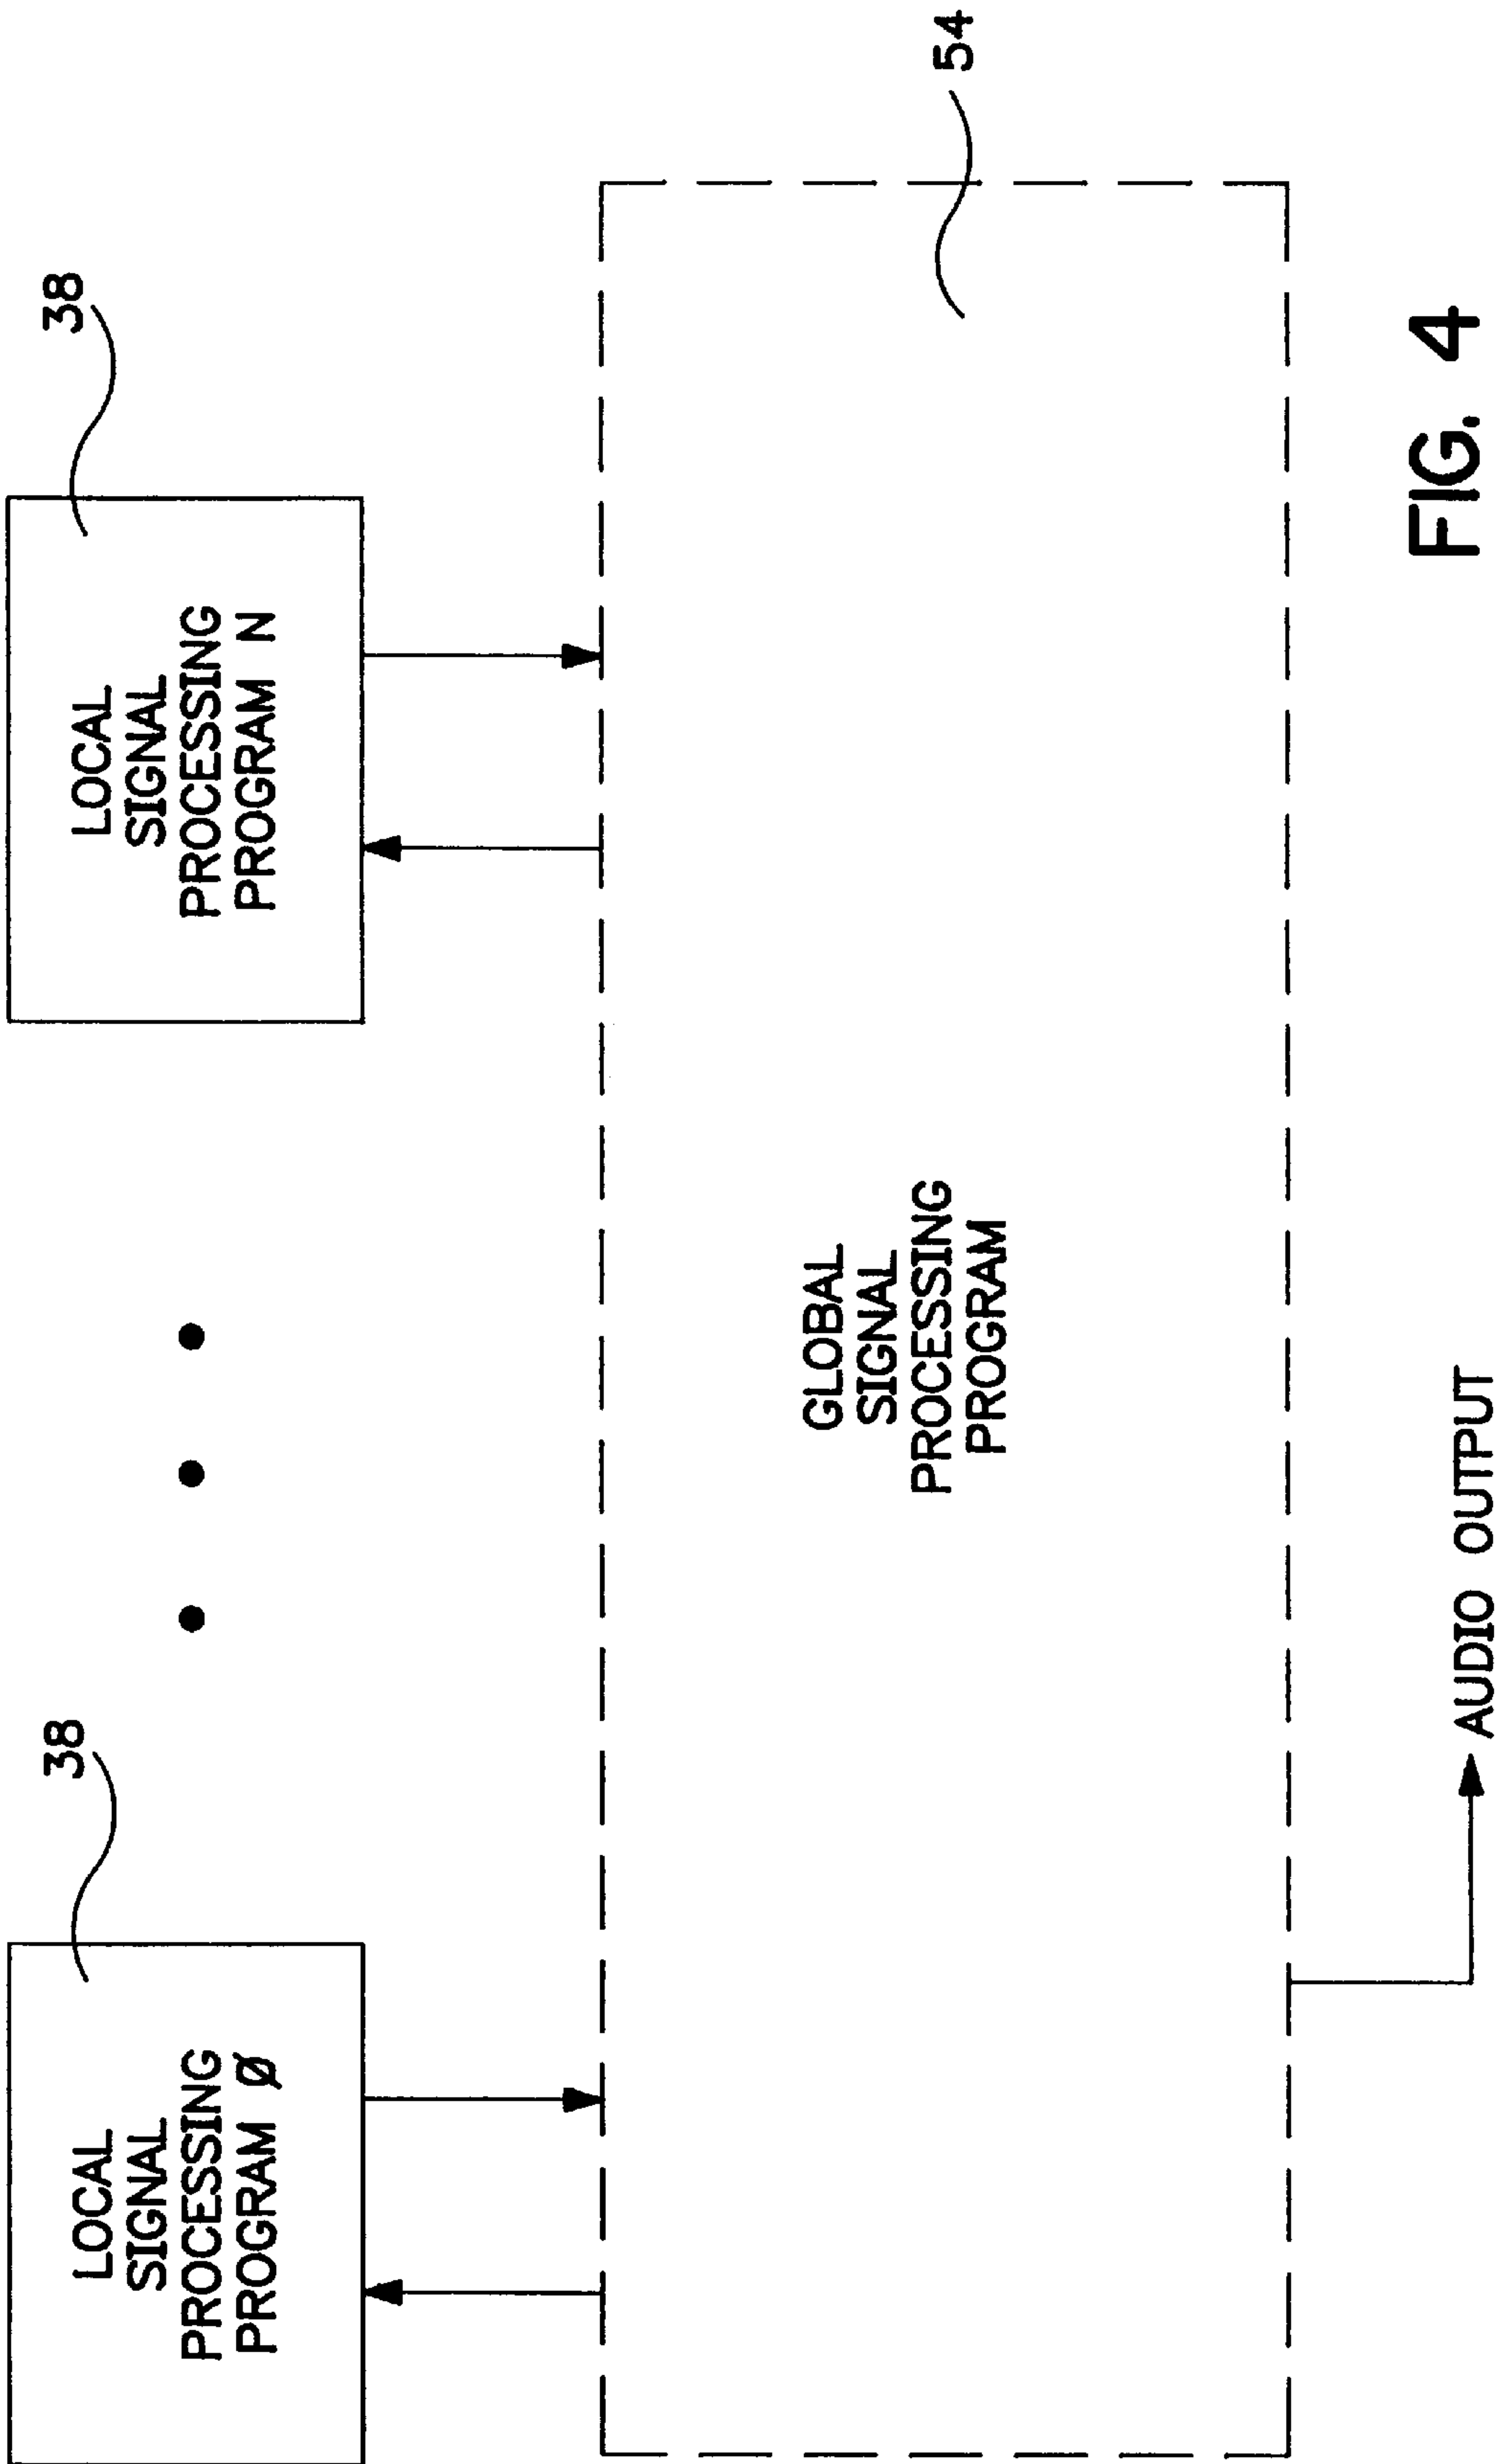 38
LOCAL
SIGNAL
PROCESSING
PROGRAM Ø
38
LOCAL
SIGNAL
PROCESSING
PROGRAM N
GLOBAL
SIGNAL
PROCESSING
PROGRAM
54
AUDIO OUTPUT
FIG. 4